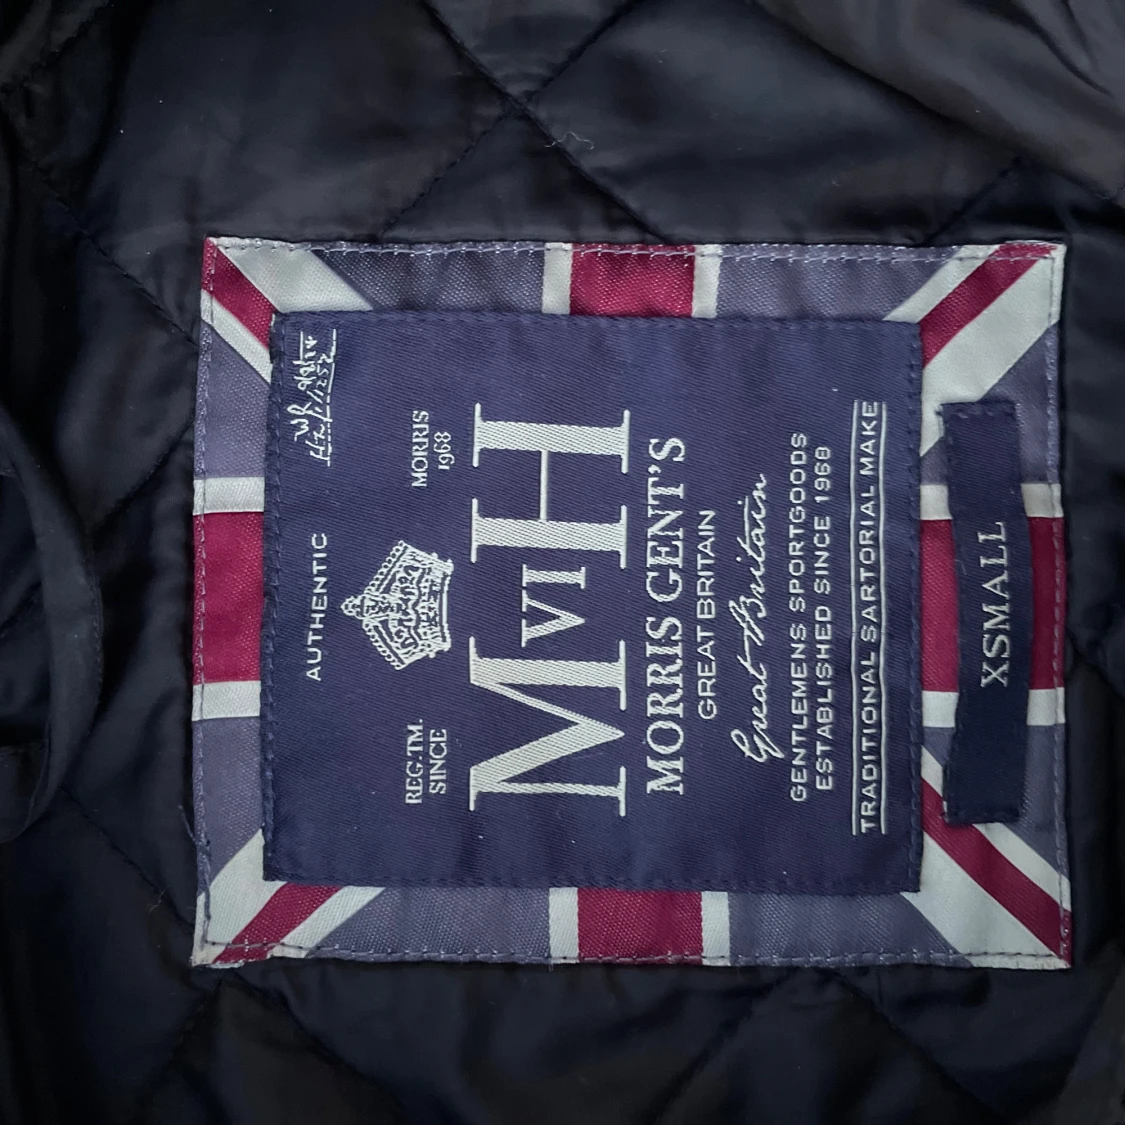 AUTHENTIC
REG.TM. MORRIS
SINCE 1968
MVIH
MORRIS GENT'S
GREAT BRITAIN
Great Britain
GENTLEMENS SPORTGOODS
ESTABLISHED SINCE 1968
TRADITIONAL SARTORIAL MAKE
XSMALL